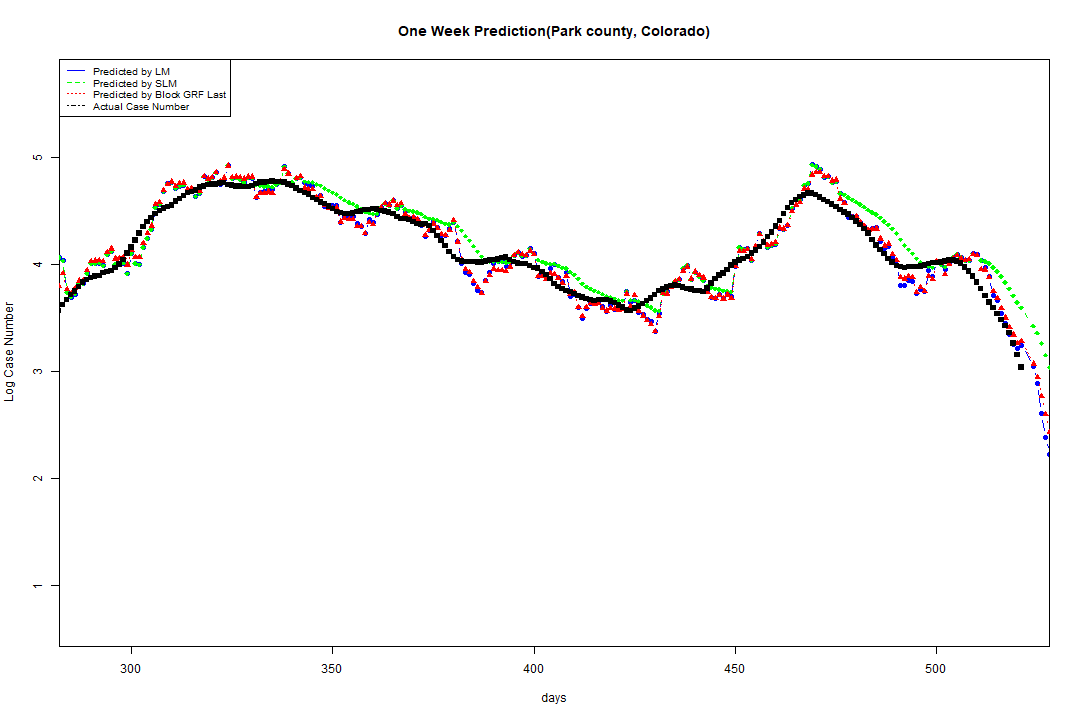 One Week Prediction(Park county, Colorado)
Predicted by LM
Predicted by SLM
Predicted by Block GRF Last
Actual Case Number
5
4
3
2
1
Log Case Number
300 350 400 450 500
days